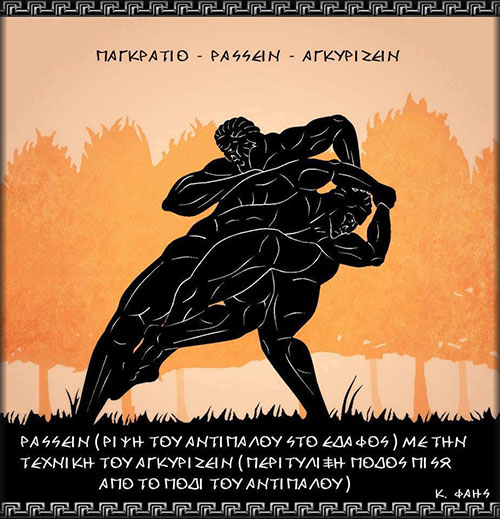 ΠΑΓΚΡΑΤΙΟ - ΡΑΣΣΕΙΝ - ΑΓΚΥΡΙΖΕΙΝ
ΡΑΣΣΕΙΝ (ΡΙΨΗ ΤΟΥ ΑΝΤΙΠΑΛΟΥ ΣΤΟ ΕΔΑΦΟΣ) ΜΕ ΤΗΝ
ΤΕΧΝΙΚΗ ΤΟΥ ΑΓΚΥΡΙΖΕΙΝ (ΠΕΡΙΤΥΛΙΞΗ ΠΟΔΟΣ ΠΙΣΩ
ΑΠΟ ΤΟ ΠΟΔΙ ΤΟΥ ΑΝΤΙΠΑΛΟΥ)
Κ. ΦΑΗΣ